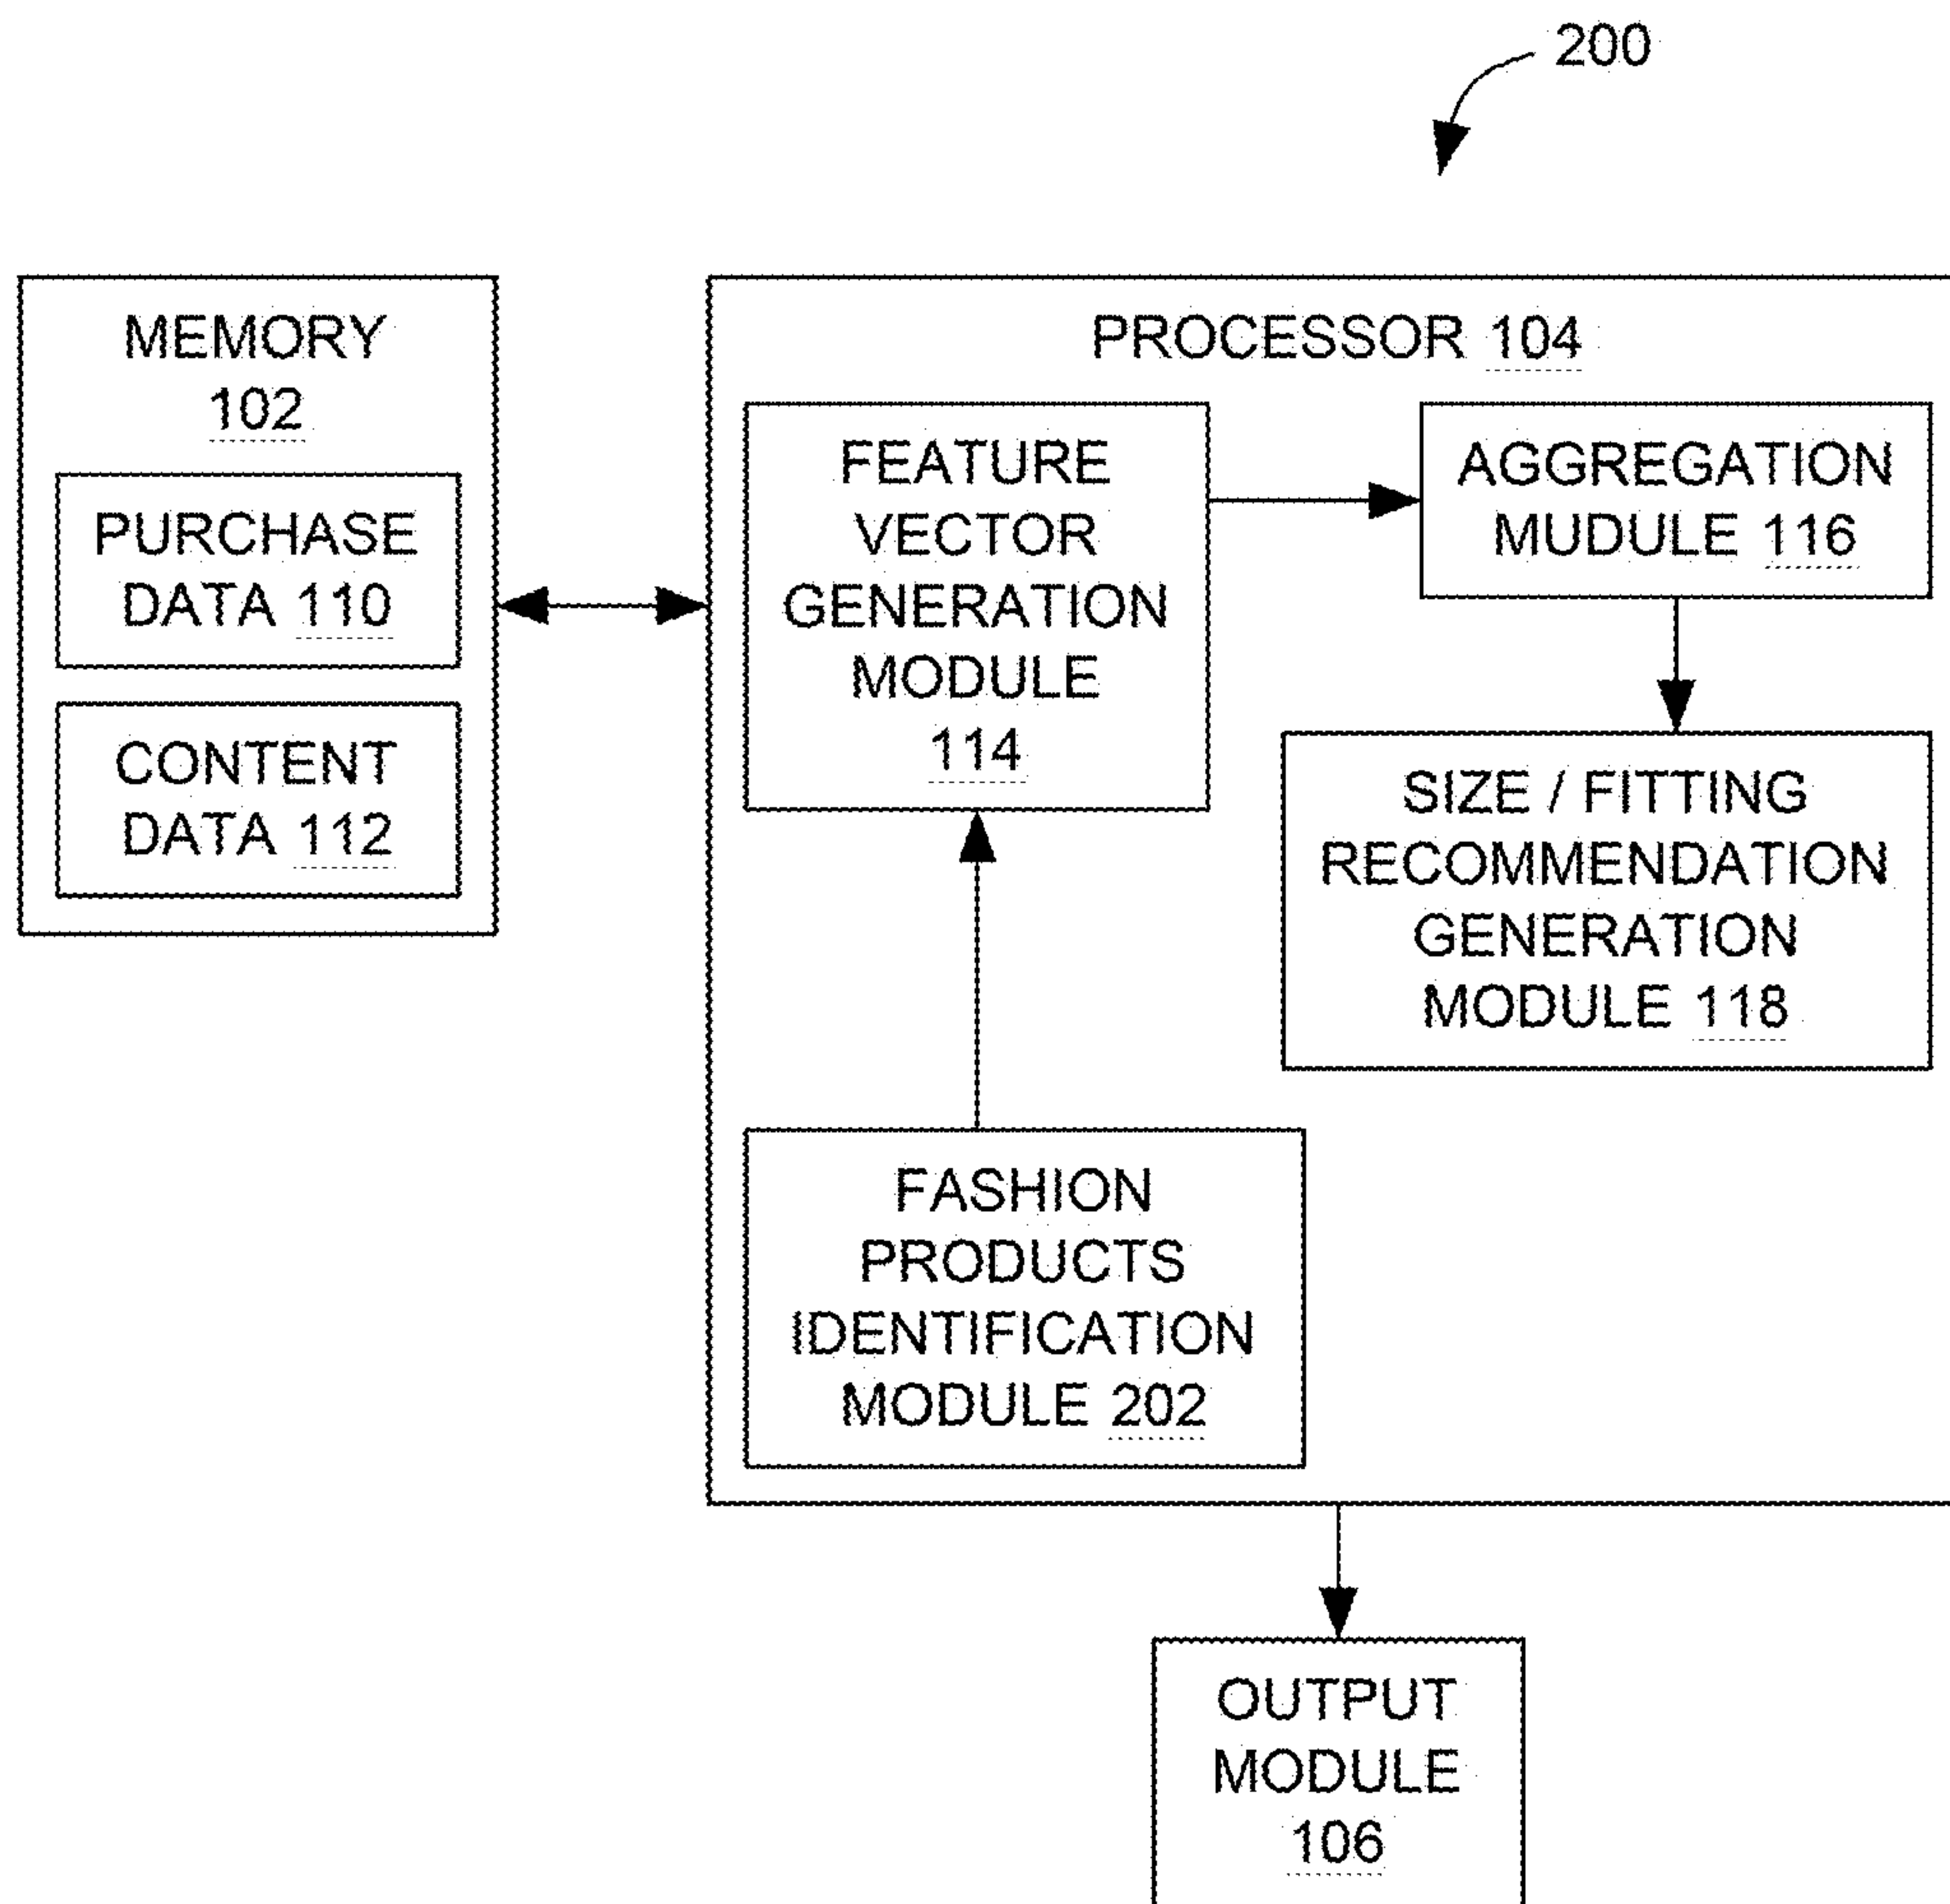 200
MEMORY
102
PURCHASE
DATA 110
CONTENT
DATA 112
PROCESSOR 104
FEATURE
VECTOR
GENERATION
MODULE
114
AGGREGATION
MUDULE 116
SIZE / FITTING
RECOMMENDATION
GENERATION
MODULE 118
FASHION
PRODUCTS
IDENTIFICATION
MODULE 202
OUTPUT
MODULE
106